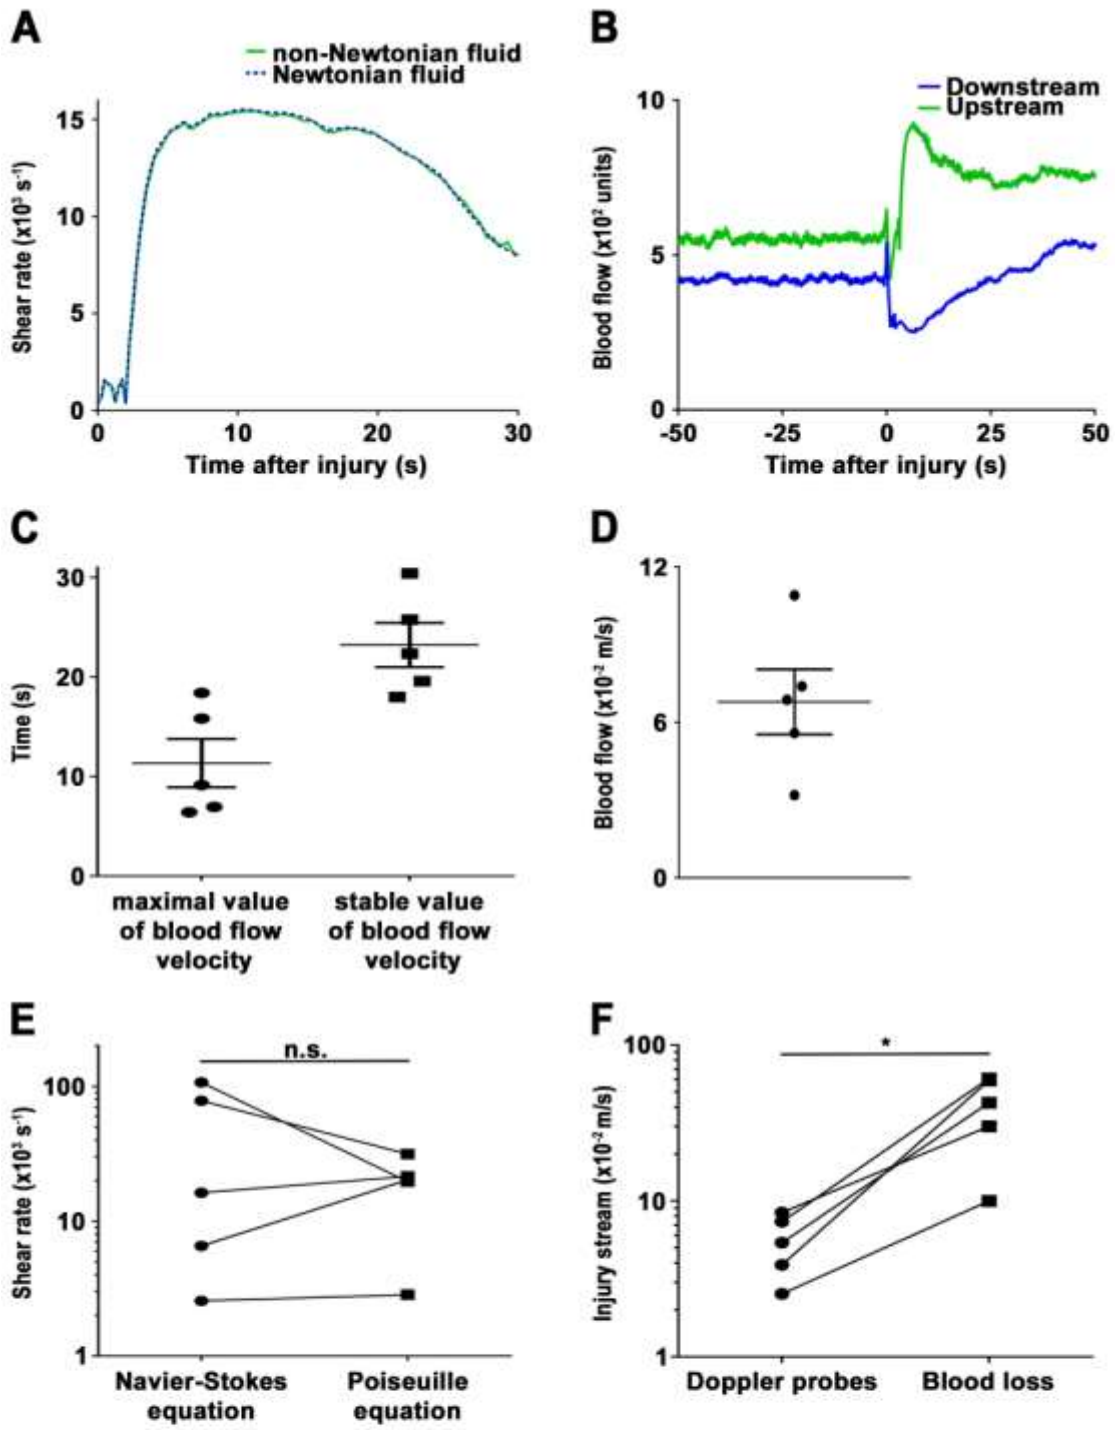 A
non-Newtonian fluid
Newtonian fluid
15
10
5
0
Shear rate (x10³ s⁻¹)
0 10 20 30
Time after injury (s)
B
Downstream
Upstream
10
5
0
Blood flow (x10² units)
-50 -25 0 25 50
Time after injury (s)
C
30
20
10
0
Time (s)
maximal value
of blood flow
velocity
stable value
of blood flow
velocity
D
12
6
0
Blood flow (x10⁻² m/s)
E
n.s.
100
10
1
Shear rate (x10³ s⁻¹)
Navier-Stokes
equation
Poiseuille
equation
F
*
100
10
1
Injury stream (x10⁻² m/s)
Doppler probes
Blood loss